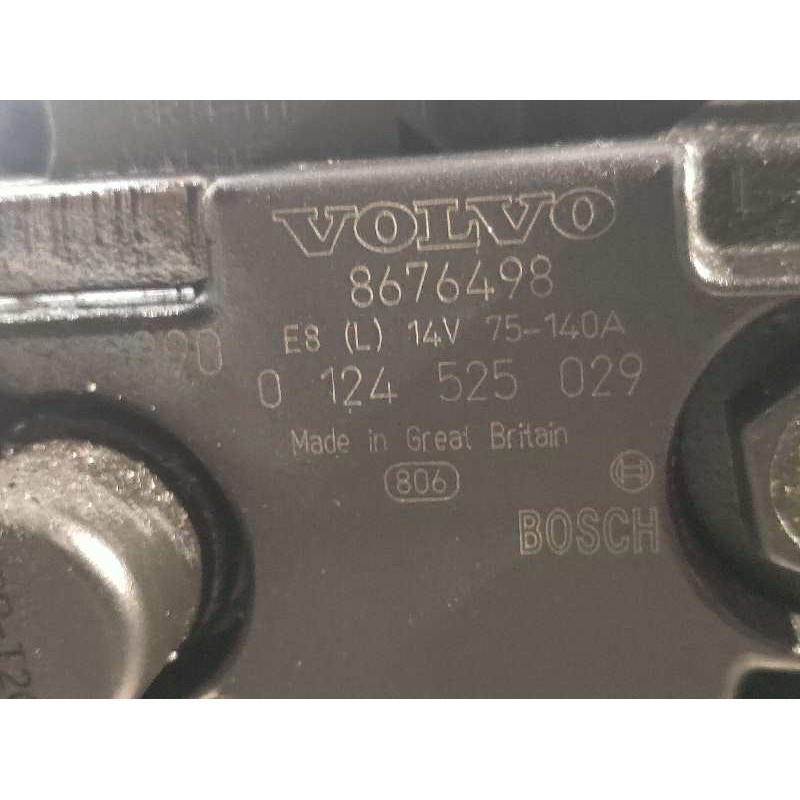 VOLVO
8676498
E8 (L) 14V 75-140A
0 124 525 029
Made in Great Britain
806
BOSCH